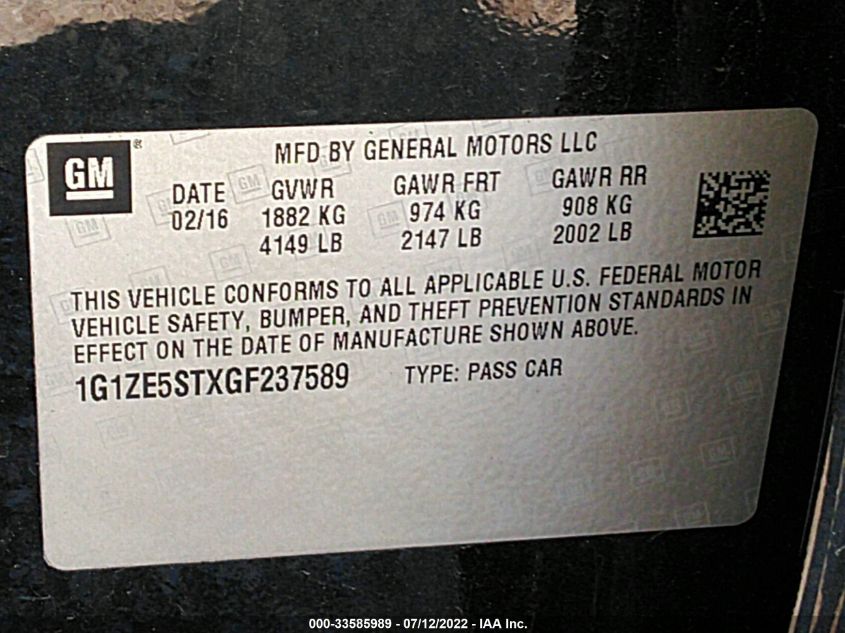 GM ®
MFD BY GENERAL MOTORS LLC
DATE GVWR GAWR FRT GAWR RR
02/16 1882 KG 974 KG 908 KG
4149 LB 2147 LB 2002 LB
THIS VEHICLE CONFORMS TO ALL APPLICABLE U.S. FEDERAL MOTOR
VEHICLE SAFETY, BUMPER, AND THEFT PREVENTION STANDARDS IN
EFFECT ON THE DATE OF MANUFACTURE SHOWN ABOVE.
1G1ZE5STXGF237589 TYPE: PASS CAR
000-33585989 - 07/12/2022 - IAA Inc.